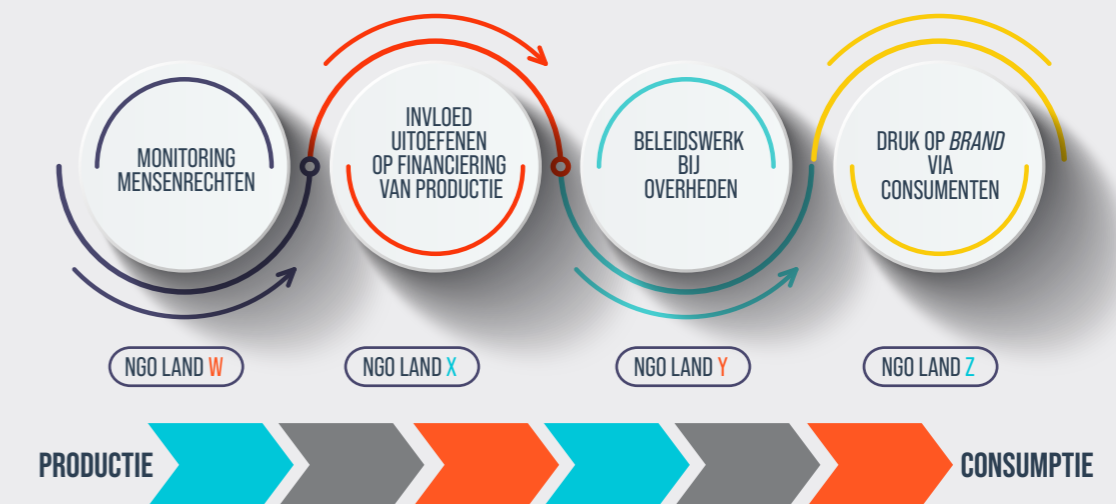 MONITORING
MENSENRECHTEN
INVLOED
UITOEFENEN
OP FINANCIERING
VAN PRODUCTIE
BELEIDSWERK
BIJ
OVERHEDEN
DRUK OP BRAND
VIA
CONSUMENTEN
NGO LAND W
NGO LAND X
NGO LAND Y
NGO LAND Z
PRODUCTIE
CONSUMPTIE